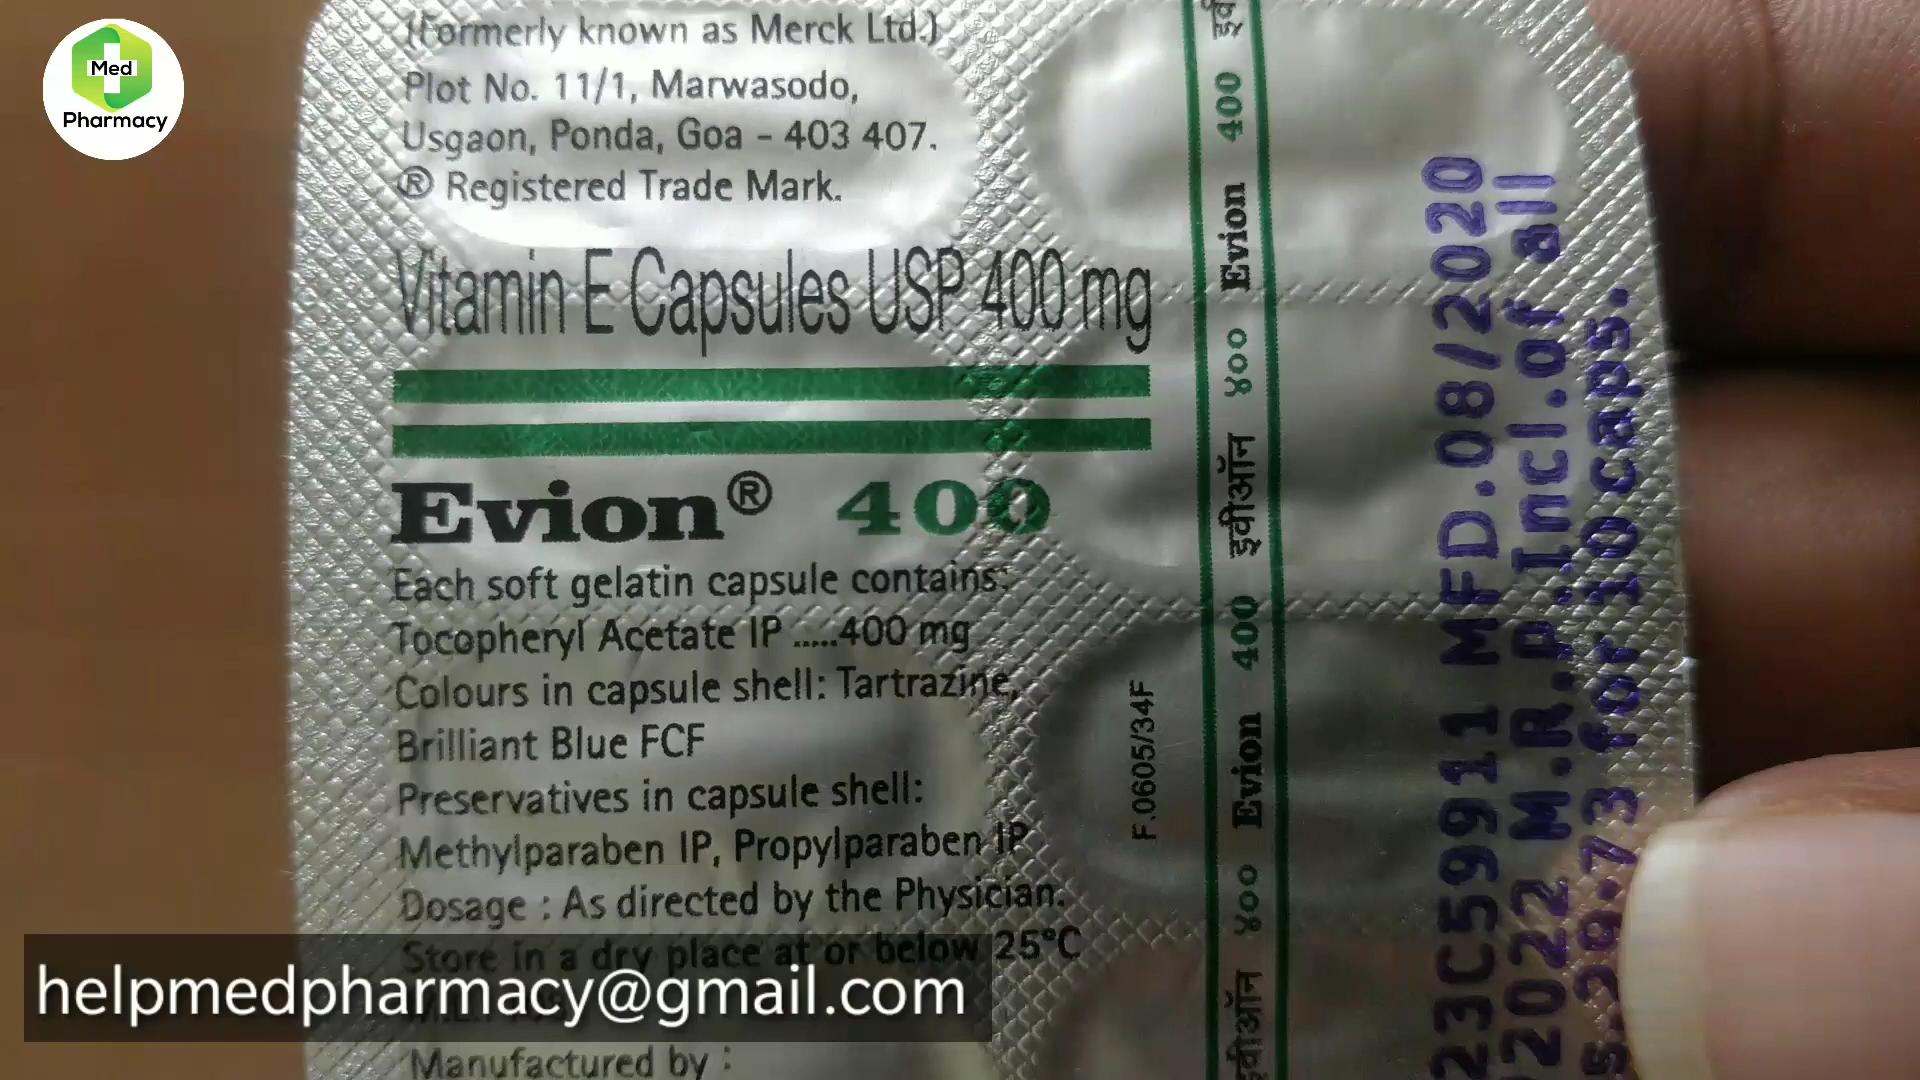 Med
Pharmacy
(Formerly known as Merck Ltd.)
Plot No. 11/1, Marwasodo,
Usgaon, Ponda, Goa - 403 407.
® Registered Trade Mark.
Vitamin E Capsules USP 400 mg
Evion® 400
Each soft gelatin capsule contains:
Tocopheryl Acetate IP .....400 mg
Colours in capsule shell: Tartrazine,
Brilliant Blue FCF
Preservatives in capsule shell:
Methylparaben IP, Propylparaben IP
Dosage : As directed by the Physician.
Store in a dry place at or below 25°C
helpmedpharmacy@gmail.com
Manufactured by :
F.0605/34F
इवीऑन ४०० Evion 400 इवीऑन ४०० Evion 400
23C59911 MFD.08/2020
2022 M.R.P.Incl.of all
29.73 for 10 caps.